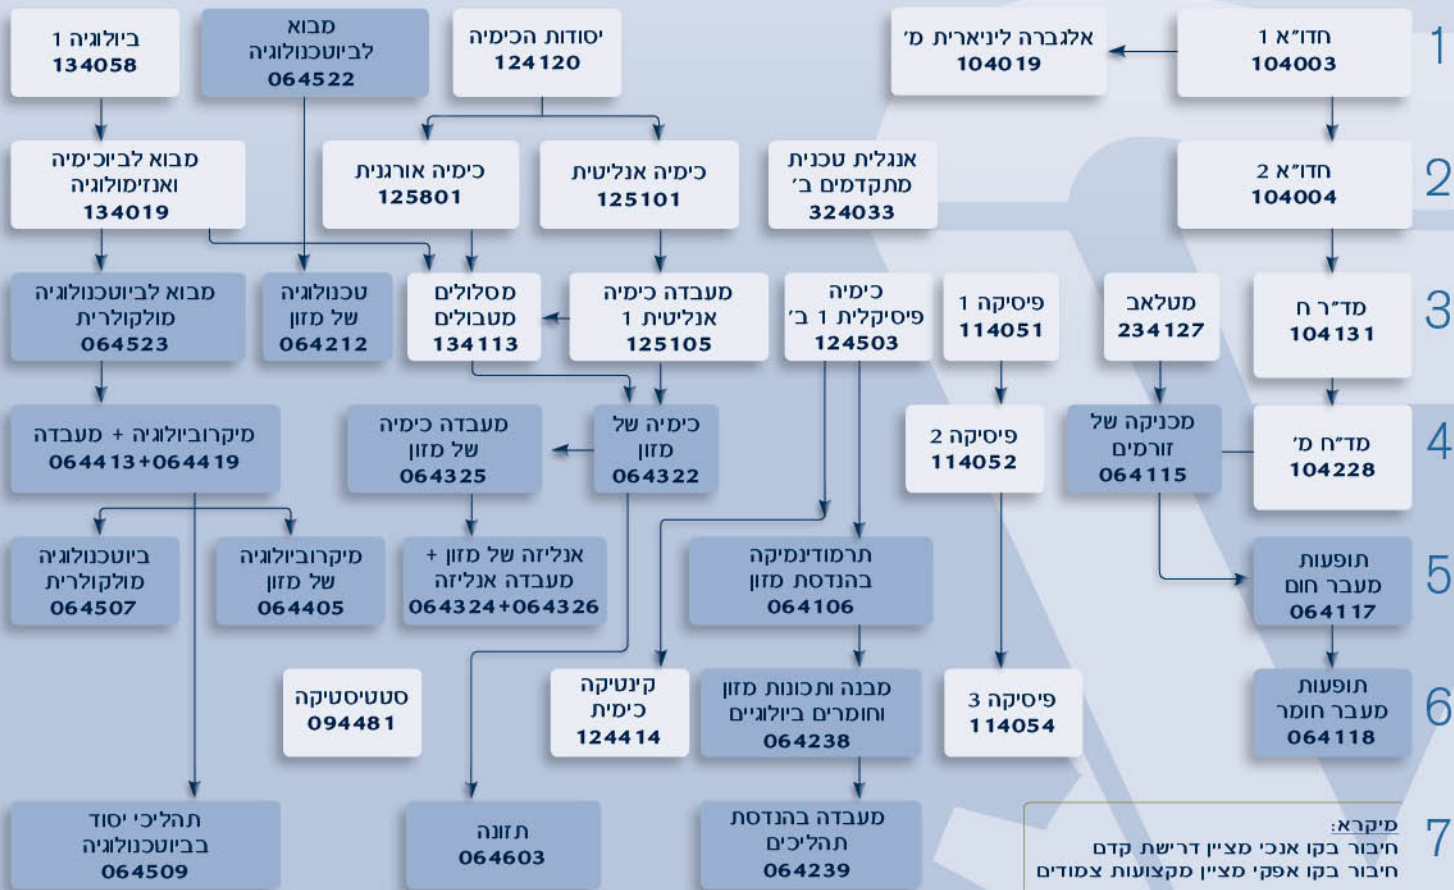 1
חדו"א 1
104003
אלגברה ליניארית מ'
104019
יסודות הכימיה
124120
מבוא
לביוטכנולוגיה
064522
ביולוגיה 1
134058
2
חדו"א 2
104004
אנגלית טכנית
מתקדמים ב'
324033
כימיה אנליטית
125101
כימיה אורגנית
125801
מבוא לביוכימיה
ואנזימולוגיה
134019
3
מד"ר ח
104131
מטלאב
234127
פיסיקה 1
114051
כימיה
פיסיקלית 1 ב'
124503
מעבדה כימיה
אנליטית 1
125105
מסלולים
מטבולים
134113
טכנולוגיה
של מזון
064212
מבוא לביוטכנולוגיה
מולקולרית
064523
4
מד"ח מ'
104228
מכניקה של
זורמים
064115
פיסיקה 2
114052
כימיה של
מזון
064322
מעבדה כימיה
של מזון
064325
מיקרוביולוגיה + מעבדה
064413+064419
5
תופעות
מעבר חום
064117
תרמודינמיקה
בהנדסת מזון
064106
אנליזה של מזון +
מעבדה אנליזה
064324+064326
מיקרוביולוגיה
של מזון
064405
ביוטכנולוגיה
מולקולרית
064507
6
תופעות
מעבר חומר
064118
פיסיקה 3
114054
מבנה ותכונות מזון
וחומרים ביולוגיים
064238
קינטיקה
כימית
124414
סטטיסטיקה
094481
7
מעבדה בהנדסת
תהליכים
064239
תזונה
064603
תהליכי יסוד
בביוטכנולוגיה
064509
מיקרא:
חיבור בקו אנכי מציין דרישת קדם
חיבור בקו אפקי מציין מקצועות צמודים